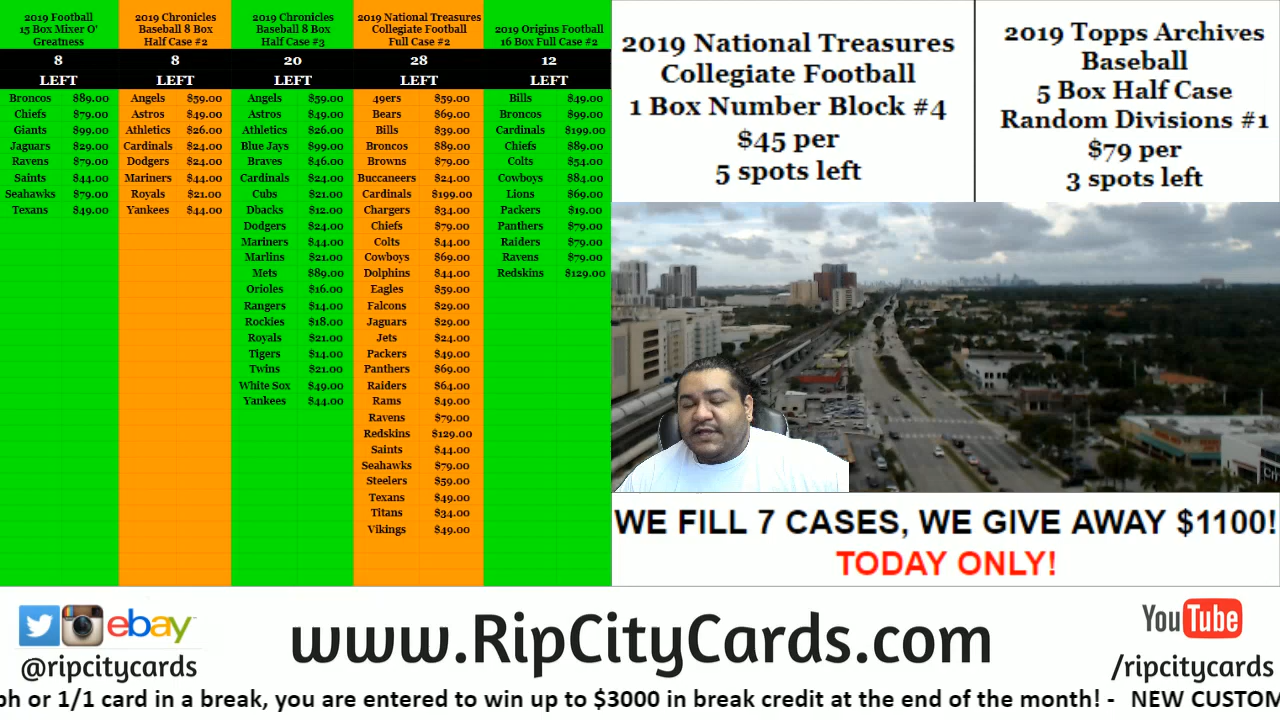 2019 Football
15 Box Mixer O'
Greatness
8
LEFT
Broncos $89.00
Chiefs $79.00
Giants $99.00
Jaguars $29.00
Ravens $79.00
Saints $44.00
Seahawks $79.00
Texans $49.00
2019 Chronicles
Baseball 8 Box
Half Case #2
8
LEFT
Angels $59.00
Astros $49.00
Athletics $26.00
Cardinals $24.00
Dodgers $24.00
Mariners $44.00
Royals $21.00
Yankees $44.00
2019 Chronicles
Baseball 8 Box
Half Case #3
20
LEFT
Angels $59.00
Astros $49.00
Athletics $26.00
Blue Jays $99.00
Braves $46.00
Cardinals $24.00
Cubs $21.00
Dbacks $12.00
Dodgers $24.00
Mariners $44.00
Marlins $21.00
Mets $89.00
Orioles $16.00
Rangers $14.00
Rockies $18.00
Royals $21.00
Tigers $14.00
Twins $21.00
White Sox $49.00
Yankees $44.00
2019 National Treasures
Collegiate Football
Full Case #2
28
LEFT
49ers $59.00
Bears $69.00
Bills $39.00
Broncos $89.00
Browns $79.00
Buccaneers $24.00
Cardinals $199.00
Chargers $34.00
Chiefs $79.00
Colts $44.00
Cowboys $69.00
Dolphins $44.00
Eagles $59.00
Falcons $29.00
Jaguars $29.00
Jets $24.00
Packers $49.00
Panthers $69.00
Raiders $64.00
Rams $49.00
Ravens $79.00
Redskins $129.00
Saints $44.00
Seahawks $79.00
Steelers $59.00
Texans $49.00
Titans $34.00
Vikings $49.00
2019 Origins Football
16 Box Full Case #2
12
LEFT
Bills $49.00
Broncos $99.00
Cardinals $199.00
Chiefs $89.00
Colts $54.00
Cowboys $84.00
Lions $69.00
Packers $19.00
Panthers $79.00
Raiders $79.00
Ravens $79.00
Redskins $129.00
2019 National Treasures
Collegiate Football
1 Box Number Block #4
$45 per
5 spots left
2019 Topps Archives
Baseball
5 Box Half Case
Random Divisions #1
$79 per
3 spots left
WE FILL 7 CASES, WE GIVE AWAY $1100!
TODAY ONLY!
ebay
@ripcitycards
www.RipCityCards.com
YouTube
/ripcitycards
ph or 1/1 card in a break, you are entered to win up to $3000 in break credit at the end of the month! - NEW CUSTOM